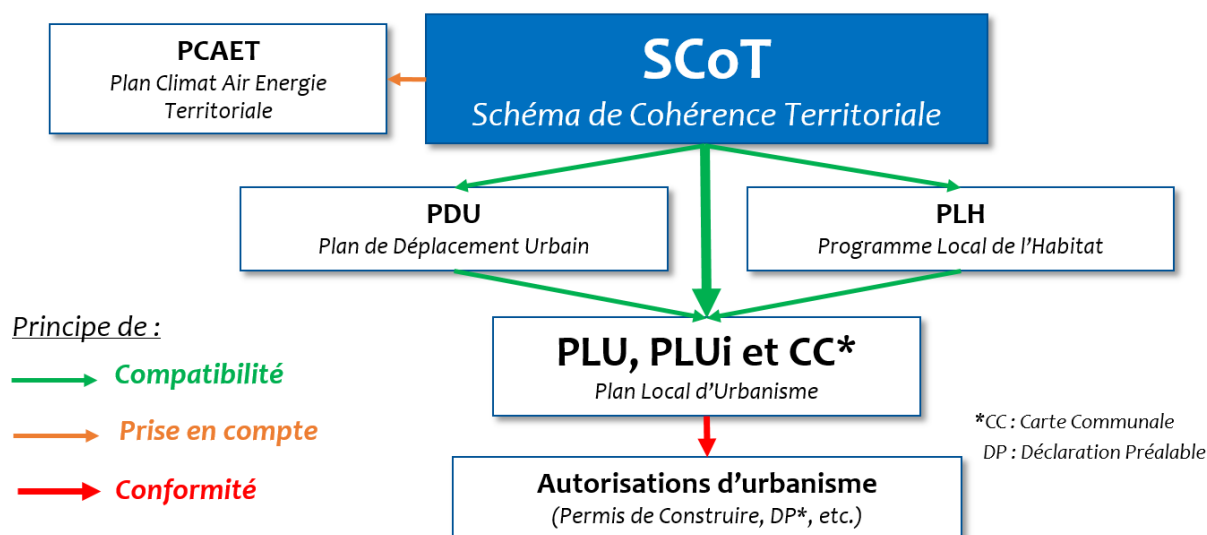 PCAET
Plan Climat Air Energie
Territoriale
SCoT
Schéma de Cohérence Territoriale
PDU
Plan de Déplacement Urbain
PLH
Programme Local de l'Habitat
Principe de :
Compatibilité
Prise en compte
Conformité
PLU, PLUi et CC*
Plan Local d'Urbanisme
*CC : Carte Communale
DP : Déclaration Préalable
Autorisations d'urbanisme
(Permis de Construire, DP*, etc.)